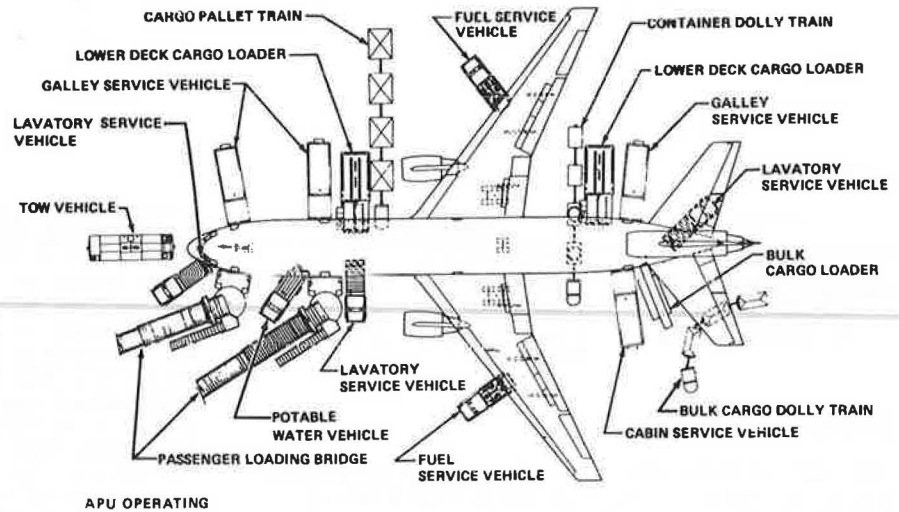 CARGO PALLET TRAIN
LOWER DECK CARGO LOADER
GALLEY SERVICE VEHICLE
LAVATORY SERVICE
VEHICLE
TOW VEHICLE
FUEL SERVICE
VEHICLE
CONTAINER DOLLY TRAIN
LOWER DECK CARGO LOADER
GALLEY
SERVICE VEHICLE
LAVATORY
SERVICE VEHICLE
BULK
CARGO LOADER
LAVATORY
SERVICE VEHICLE
POTABLE
WATER VEHICLE
PASSENGER LOADING BRIDGE
FUEL
SERVICE VEHICLE
BULK CARGO DOLLY TRAIN
CABIN SERVICE VEHICLE
APU OPERATING